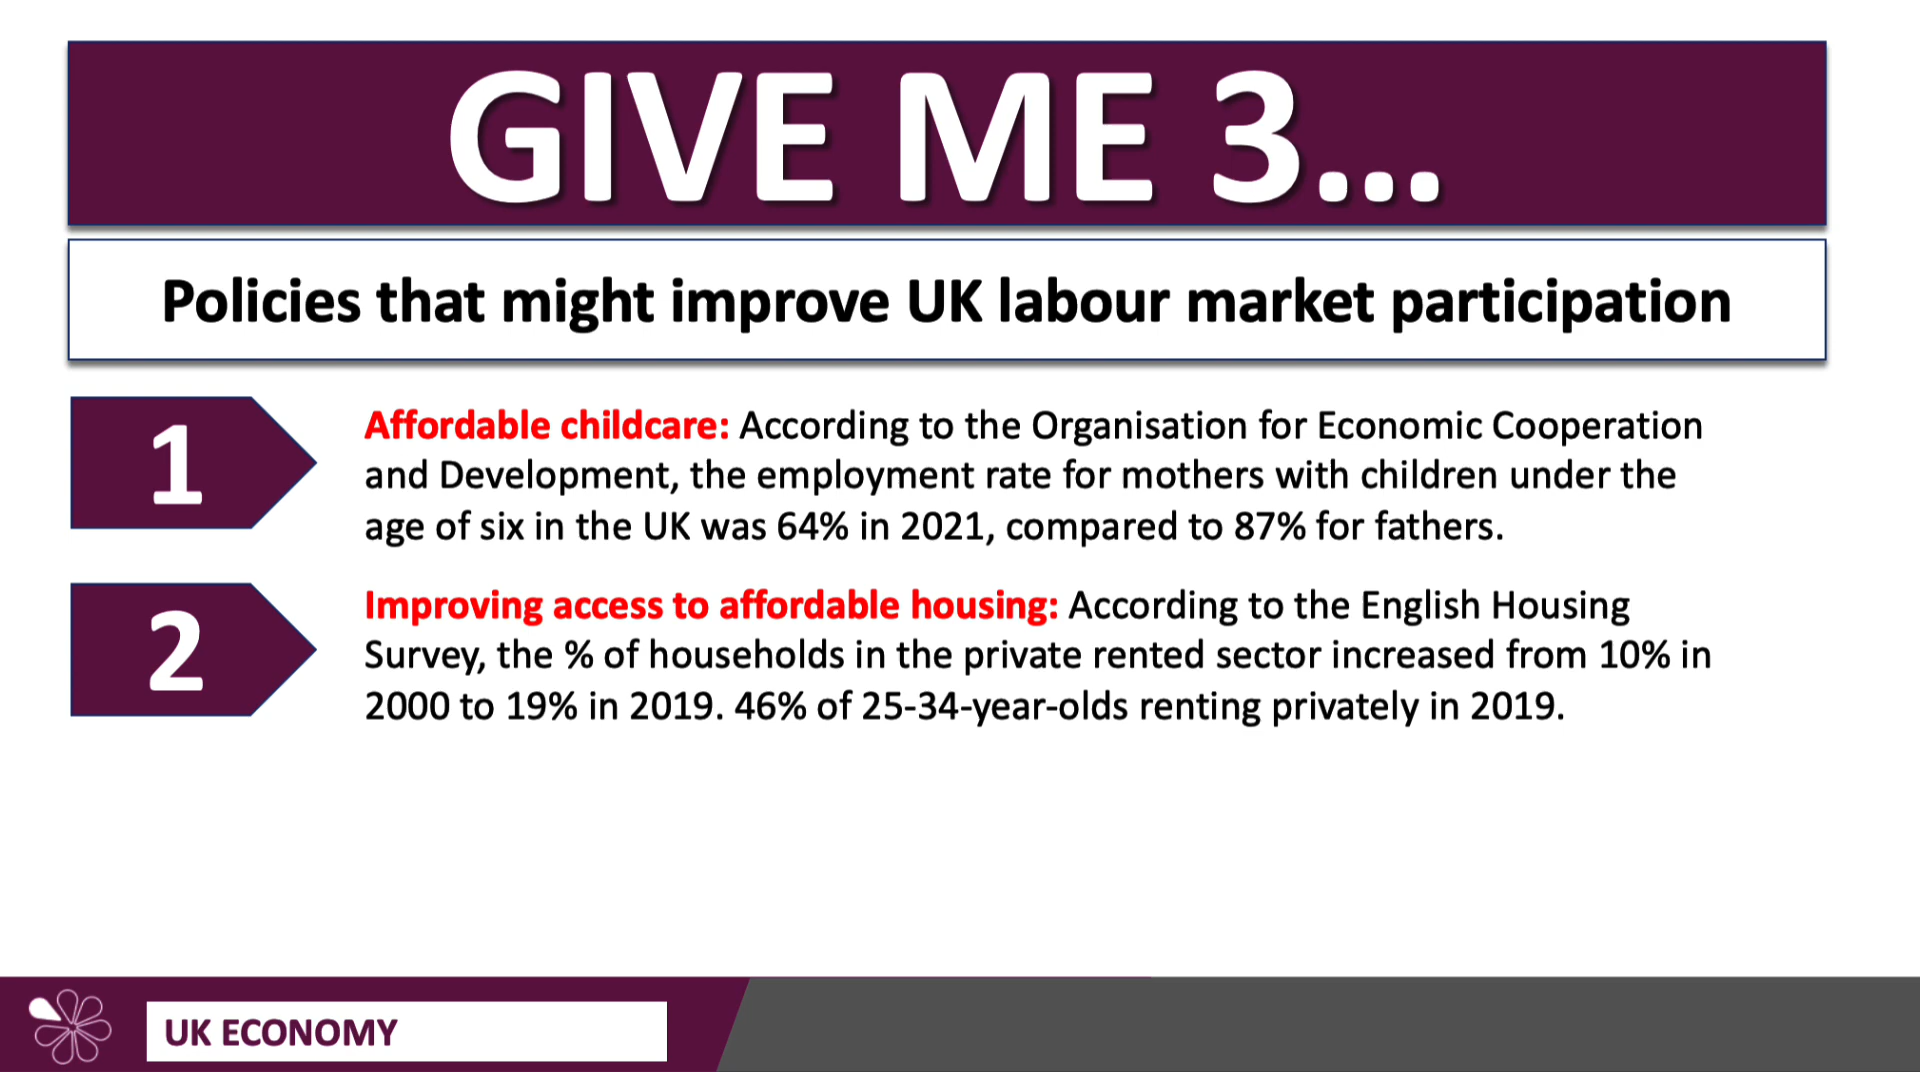 GIVE ME 3...
Policies that might improve UK labour market participation
1
Affordable childcare: According to the Organisation for Economic Cooperation
and Development, the employment rate for mothers with children under the
age of six in the UK was 64% in 2021, compared to 87% for fathers.
2
Improving access to affordable housing: According to the English Housing
Survey, the % of households in the private rented sector increased from 10% in
2000 to 19% in 2019. 46% of 25-34-year-olds renting privately in 2019.
UK ECONOMY